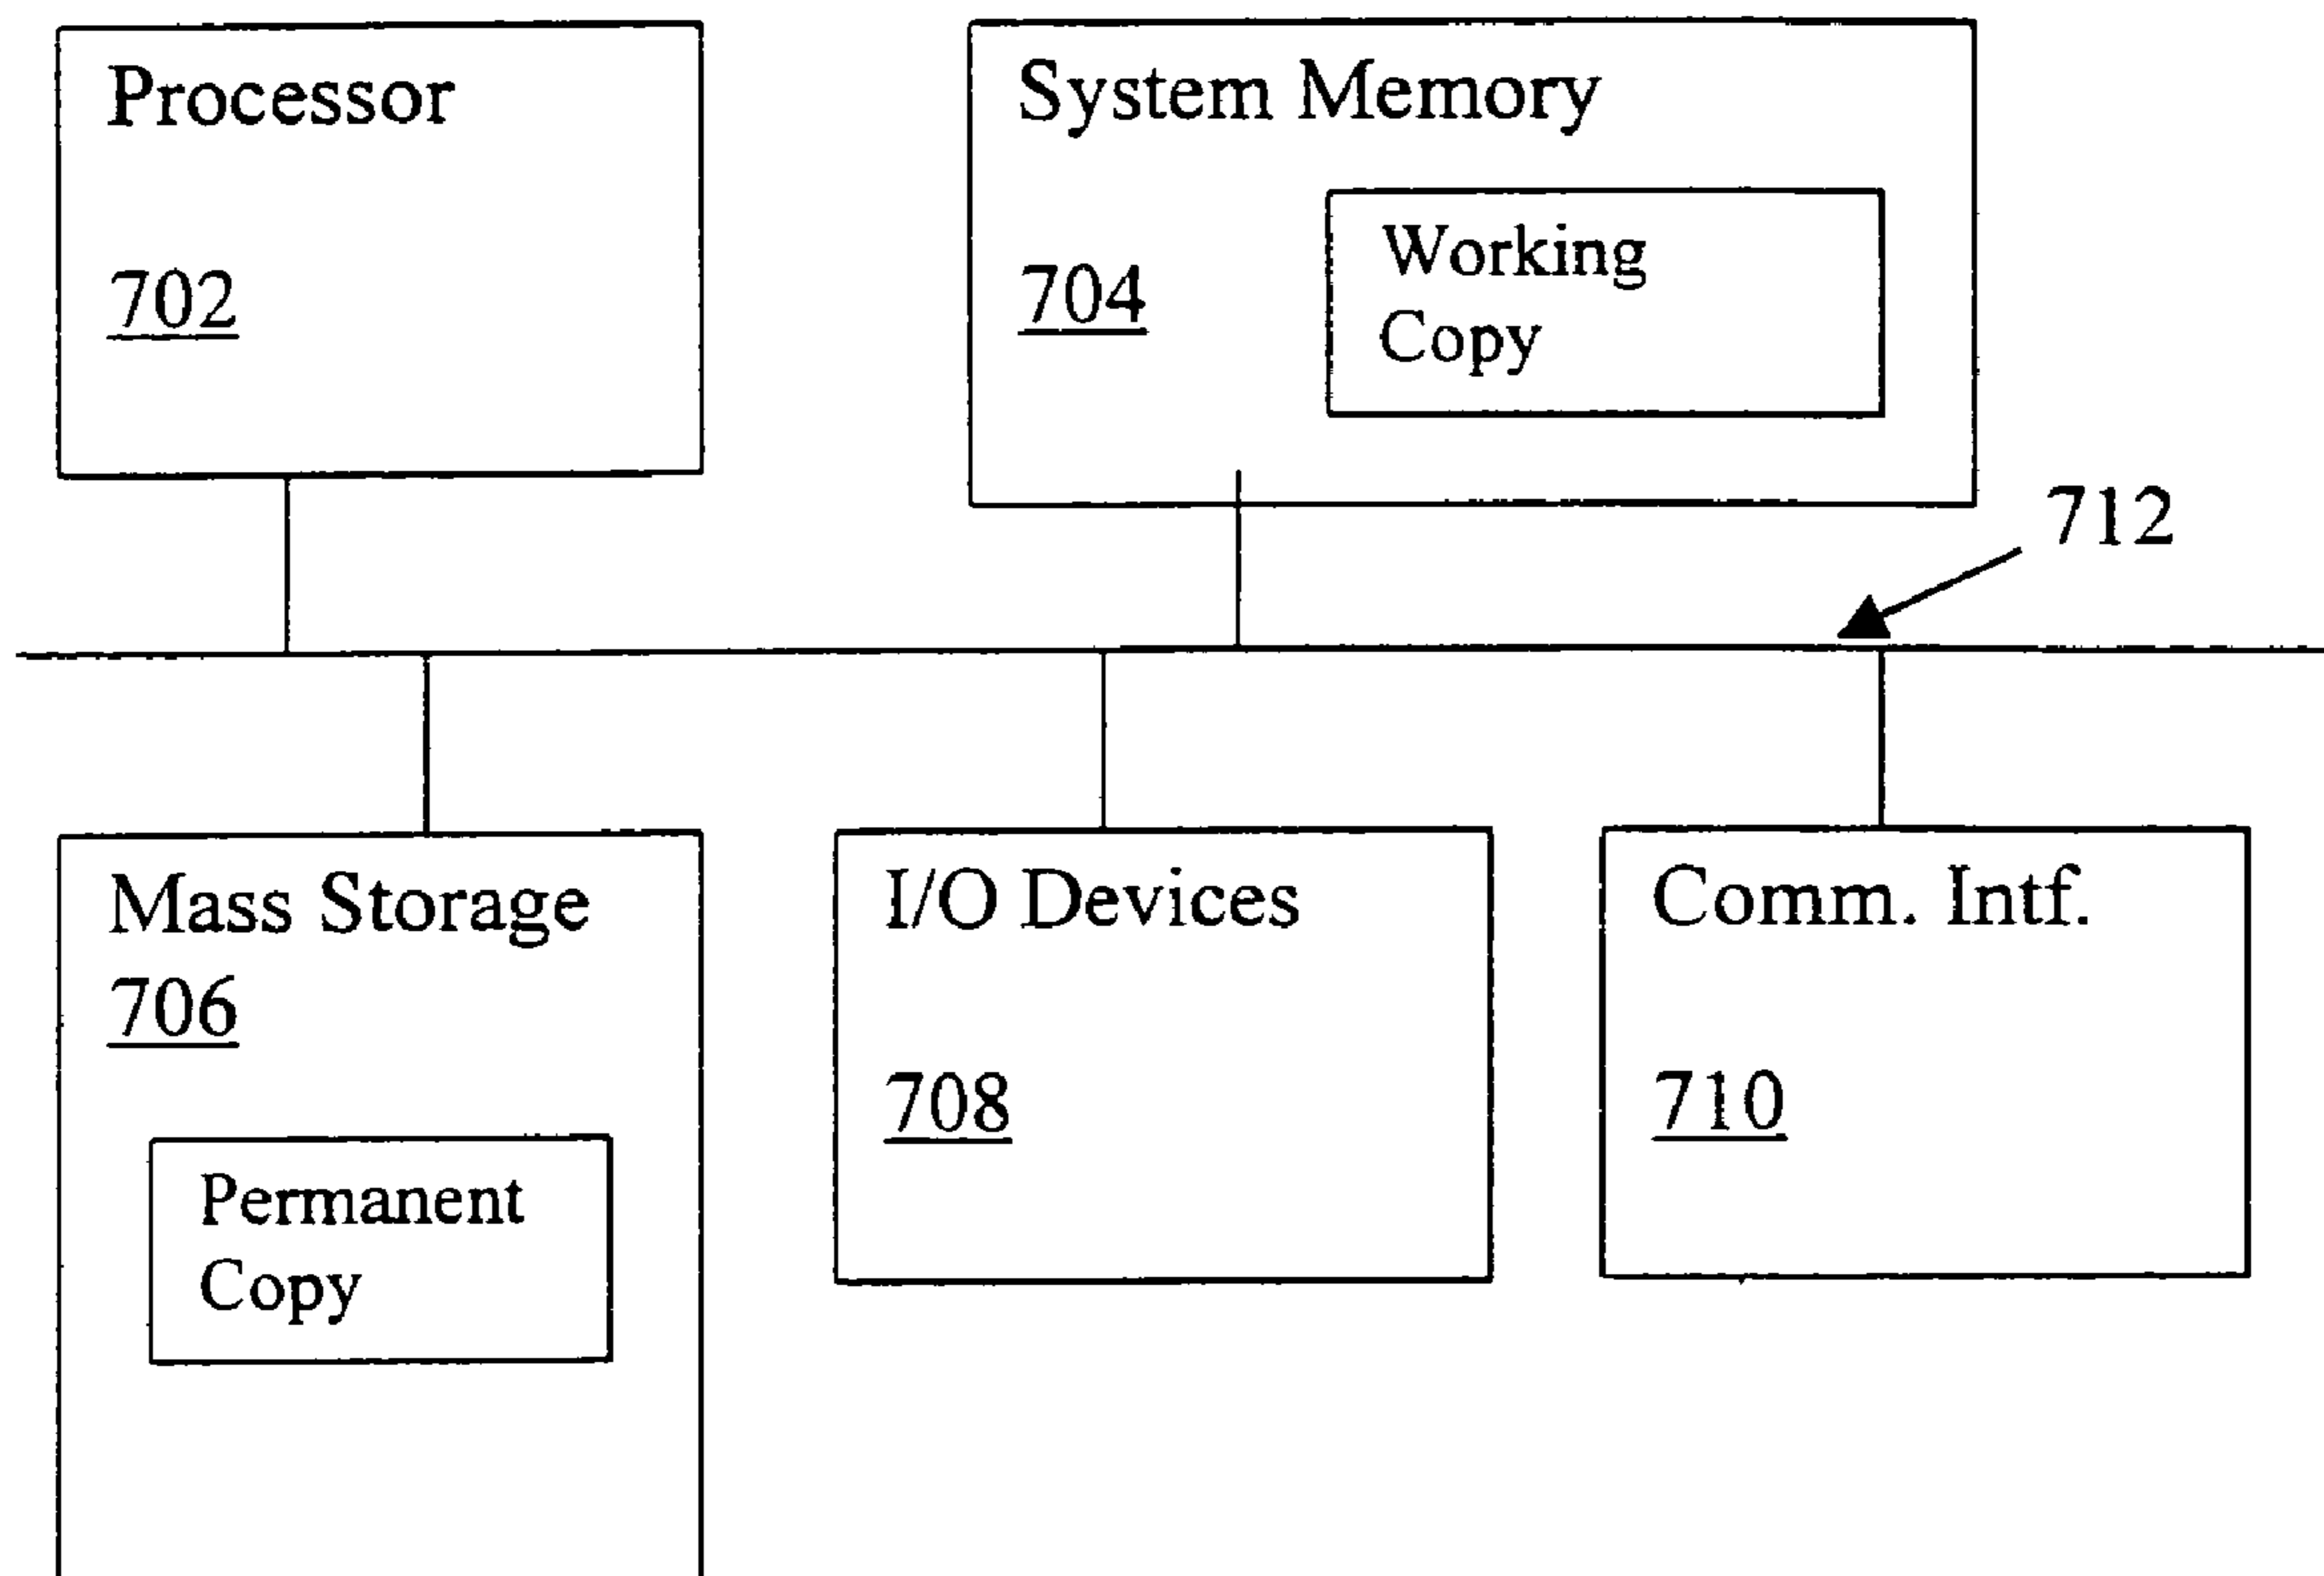 Processor
702
System Memory
704
Working
Copy
712
Mass Storage
706
Permanent
Copy
I/O Devices
708
Comm. Intf.
710